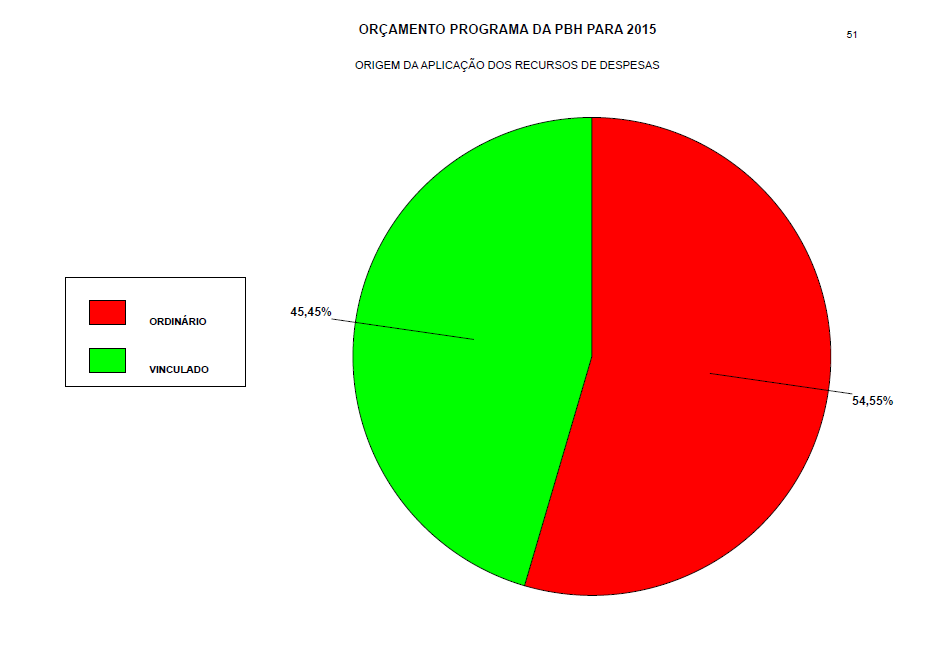 ORÇAMENTO PROGRAMA DA PBH PARA 2015
51
ORIGEM DA APLICAÇÃO DOS RECURSOS DE DESPESAS
45,45%
ORDINÁRIO
VINCULADO
54,55%